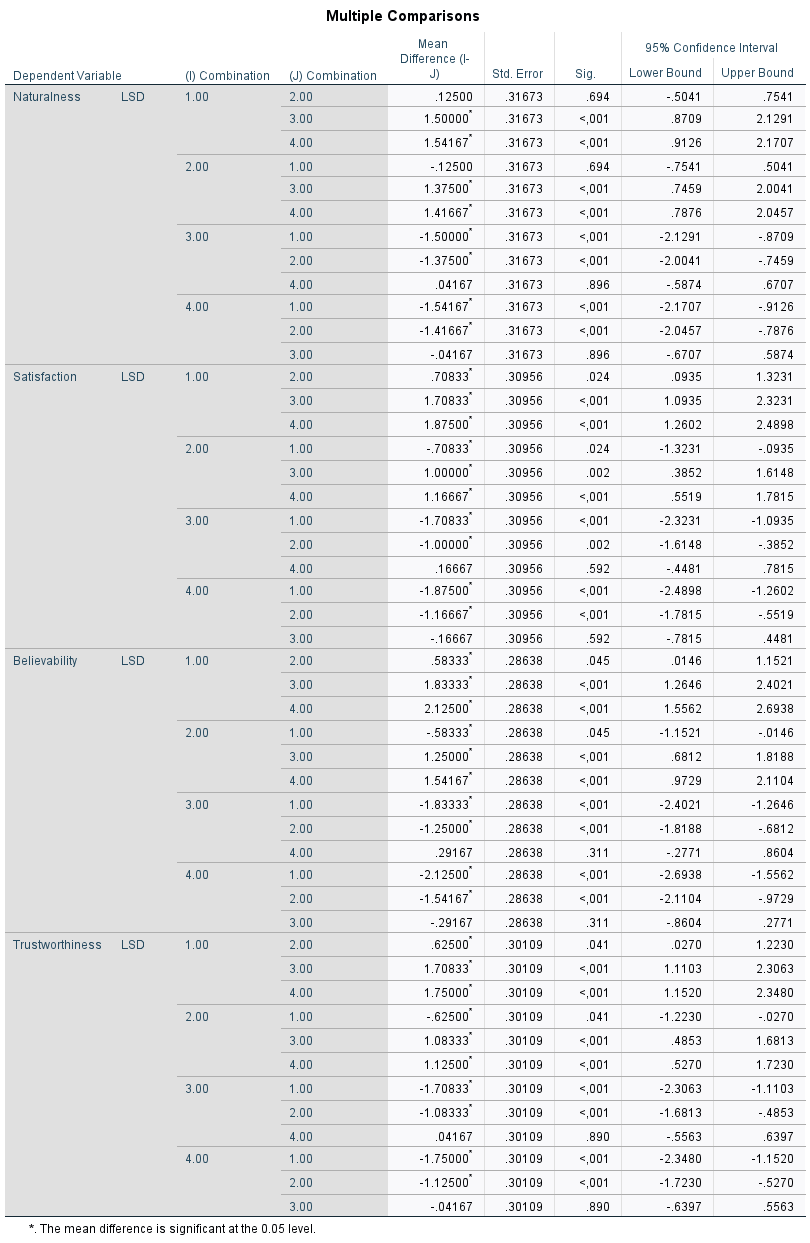 Multiple Comparisons
Mean
Difference (I-
J)
95% Confidence Interval
Dependent Variable (I) Combination (J) Combination Std. Error Sig. Lower Bound Upper Bound
Naturalness LSD 1.00 2.00 .12500 .31673 .694 -.5041 .7541
3.00 1.50000* .31673 <,001 .8709 2.1291
4.00 1.54167* .31673 <,001 .9126 2.1707
2.00 1.00 -.12500 .31673 .694 -.7541 .5041
3.00 1.37500* .31673 <,001 .7459 2.0041
4.00 1.41667* .31673 <,001 .7876 2.0457
3.00 1.00 -1.50000* .31673 <,001 -2.1291 -.8709
2.00 -1.37500* .31673 <,001 -2.0041 -.7459
4.00 .04167 .31673 .896 -.5874 .6707
4.00 1.00 -1.54167* .31673 <,001 -2.1707 -.9126
2.00 -1.41667* .31673 <,001 -2.0457 -.7876
3.00 -.04167 .31673 .896 -.6707 .5874
Satisfaction LSD 1.00 2.00 .70833* .30956 .024 .0935 1.3231
3.00 1.70833* .30956 <,001 1.0935 2.3231
4.00 1.87500* .30956 <,001 1.2602 2.4898
2.00 1.00 -.70833* .30956 .024 -1.3231 -.0935
3.00 1.00000* .30956 .002 .3852 1.6148
4.00 1.16667* .30956 <,001 .5519 1.7815
3.00 1.00 -1.70833* .30956 <,001 -2.3231 -1.0935
2.00 -1.00000* .30956 .002 -1.6148 -.3852
4.00 .16667 .30956 .592 -.4481 .7815
4.00 1.00 -1.87500* .30956 <,001 -2.4898 -1.2602
2.00 -1.16667* .30956 <,001 -1.7815 -.5519
3.00 -.16667 .30956 .592 -.7815 .4481
Believability LSD 1.00 2.00 .58333* .28638 .045 .0146 1.1521
3.00 1.83333* .28638 <,001 1.2646 2.4021
4.00 2.12500* .28638 <,001 1.5562 2.6938
2.00 1.00 -.58333* .28638 .045 -1.1521 -.0146
3.00 1.25000* .28638 <,001 .6812 1.8188
4.00 1.54167* .28638 <,001 .9729 2.1104
3.00 1.00 -1.83333* .28638 <,001 -2.4021 -1.2646
2.00 -1.25000* .28638 <,001 -1.8188 -.6812
4.00 .29167 .28638 .311 -.2771 .8604
4.00 1.00 -2.12500* .28638 <,001 -2.6938 -1.5562
2.00 -1.54167* .28638 <,001 -2.1104 -.9729
3.00 -.29167 .28638 .311 -.8604 .2771
Trustworthiness LSD 1.00 2.00 .62500* .30109 .041 .0270 1.2230
3.00 1.70833* .30109 <,001 1.1103 2.3063
4.00 1.75000* .30109 <,001 1.1520 2.3480
2.00 1.00 -.62500* .30109 .041 -1.2230 -.0270
3.00 1.08333* .30109 <,001 .4853 1.6813
4.00 1.12500* .30109 <,001 .5270 1.7230
3.00 1.00 -1.70833* .30109 <,001 -2.3063 -1.1103
2.00 -1.08333* .30109 <,001 -1.6813 -.4853
4.00 .04167 .30109 .890 -.5563 .6397
4.00 1.00 -1.75000* .30109 <,001 -2.3480 -1.1520
2.00 -1.12500* .30109 <,001 -1.7230 -.5270
3.00 -.04167 .30109 .890 -.6397 .5563
*. The mean difference is significant at the 0.05 level.